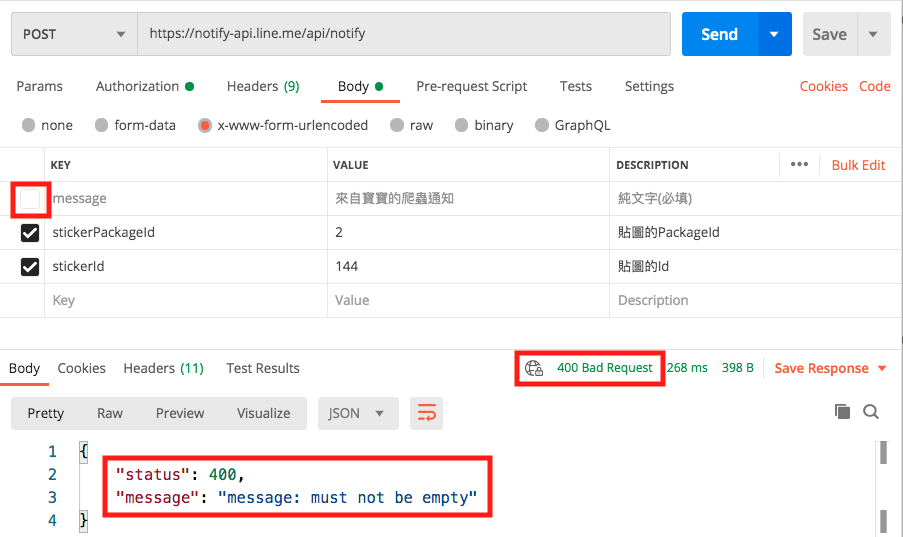 POST https://notify-api.line.me/api/notify Send Save
Params Authorization Headers (9) Body Pre-request Script Tests Settings Cookies Code
none form-data x-www-form-urlencoded raw binary GraphQL
KEY VALUE DESCRIPTION ••• Bulk Edit
message 來自寶寶的爬蟲通知 純文字(必填)
stickerPackageId 2 貼圖的PackageId
stickerId 144 貼圖的Id
Key Value Description
Body Cookies Headers (11) Test Results 400 Bad Request 268 ms 398 B Save Response
Pretty Raw Preview Visualize JSON
1 {
2 "status": 400,
3 "message": "message: must not be empty"
4 }